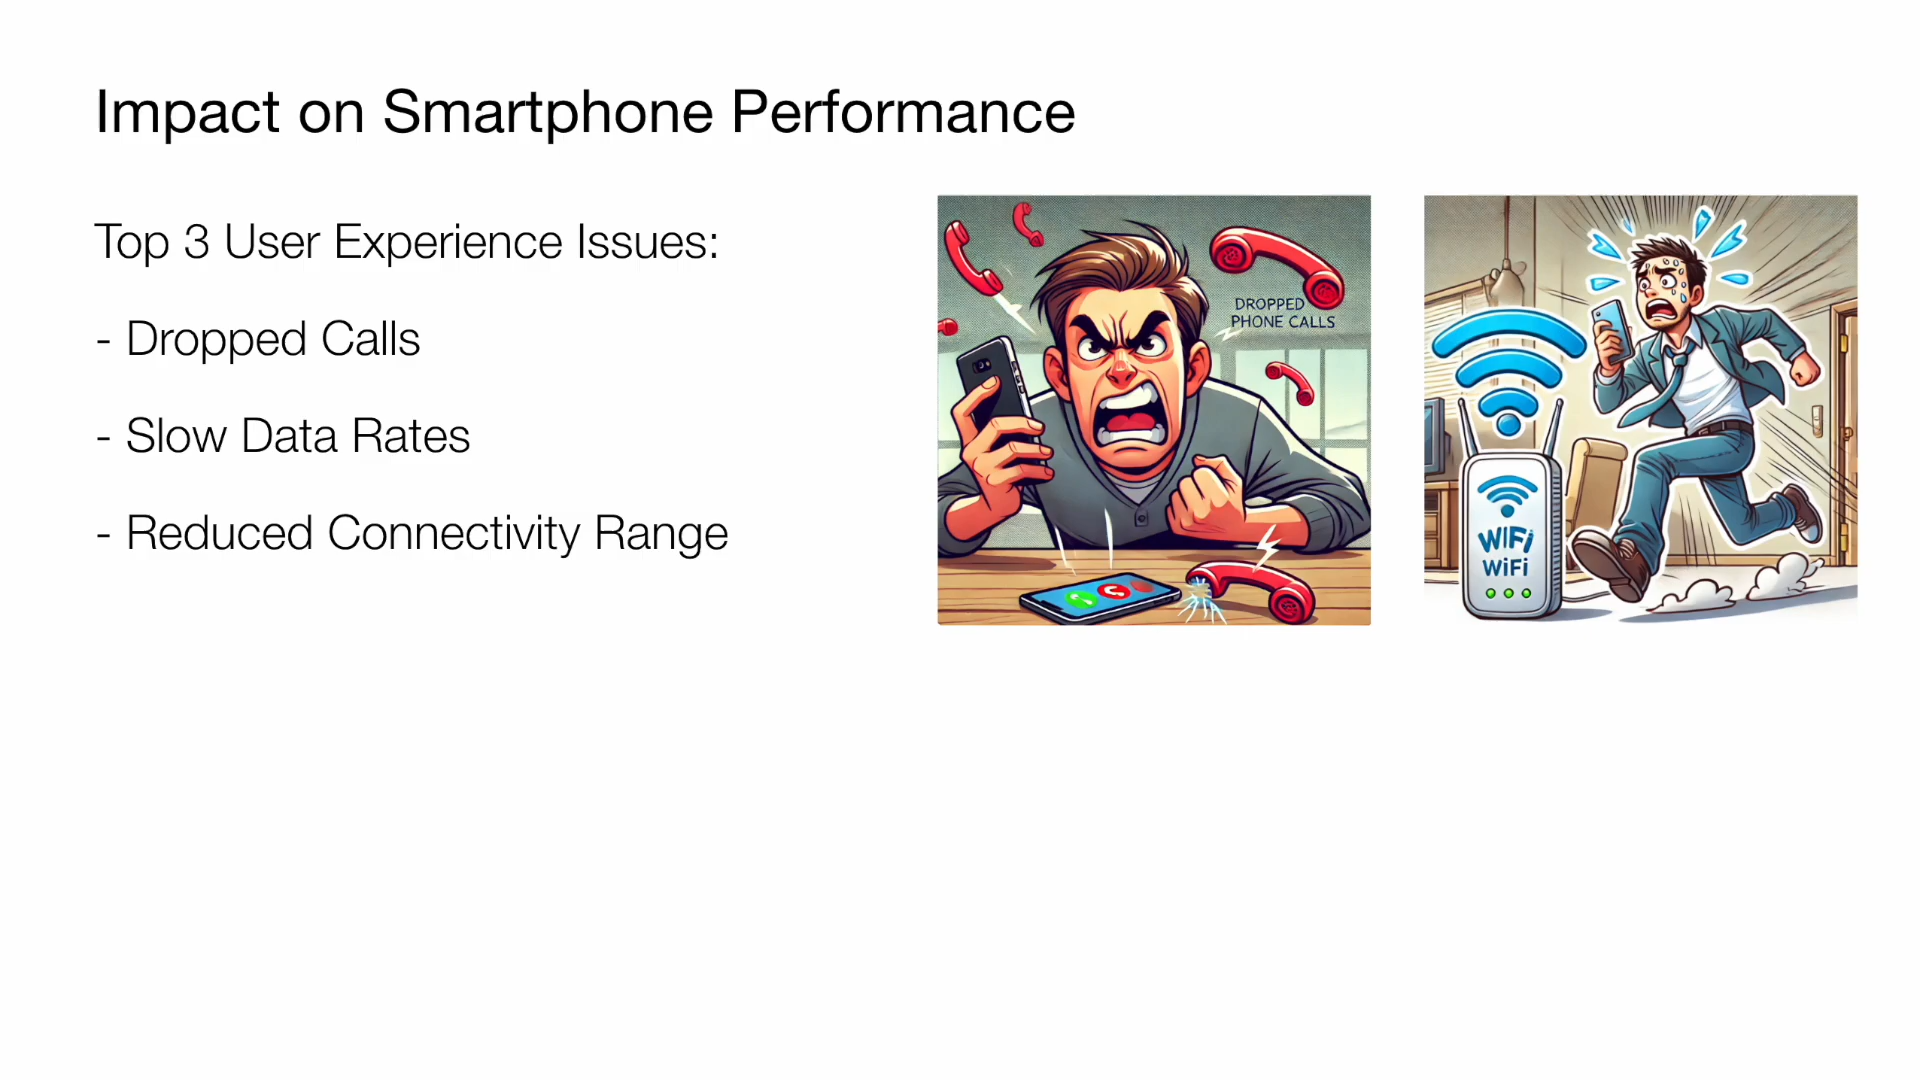 Impact on Smartphone Performance
Top 3 User Experience Issues:
- Dropped Calls
- Slow Data Rates
- Reduced Connectivity Range
DROPPED
PHONE CALLS
WIFi
WiFi